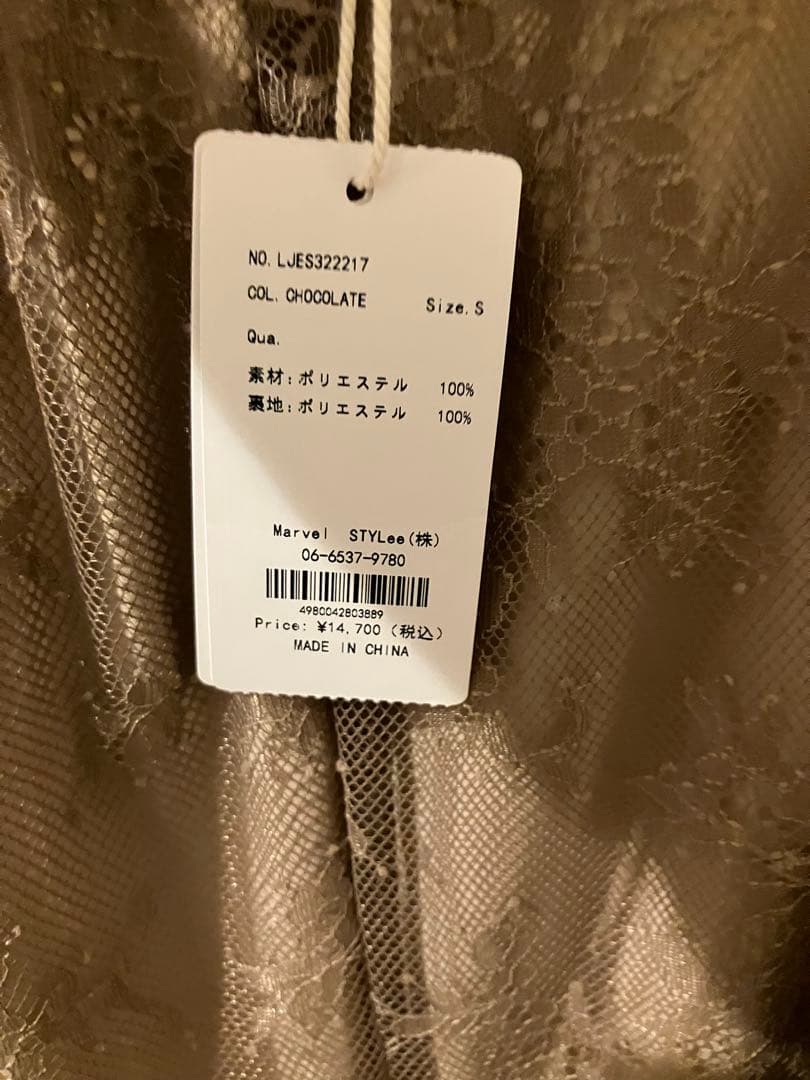 NO. LJES322217
COL. CHOCOLATE Size. S
Qua.
素材:ポリエステル 100%
裏地:ポリエステル 100%
Marvel STYLee(株)
06-6537-9780
4980042803889
Price: ¥14,700 (税込)
MADE IN CHINA